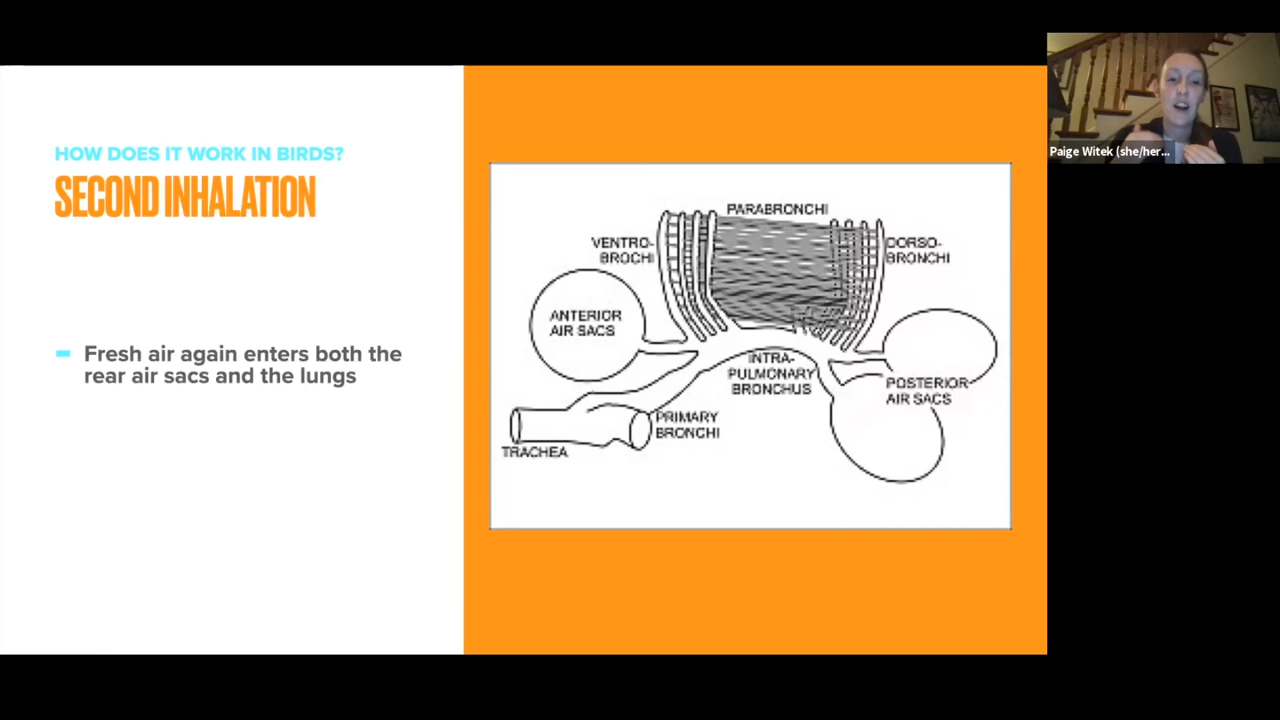 HOW DOES IT WORK IN BIRDS?
SECOND INHALATION
Fresh air again enters both the
rear air sacs and the lungs
PARABRONCHI
VENTRO-
BROCHI
DORSO-
BRONCHI
ANTERIOR
AIR SACS
INTRA-
PULMONARY
BRONCHUS
POSTERIOR
AIR SACS
PRIMARY
BRONCHI
TRACHEA
Paige Witek (she/her...